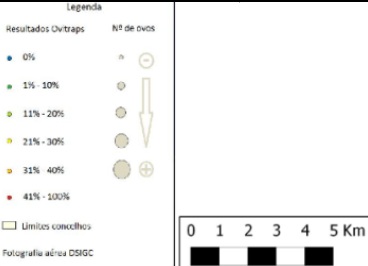 Legenda
Resultados Ovitraps Nº de ovos
0%
1% - 10%
11% - 20%
21% - 30%
31% 40%
41% - 100%
Limites concelhos
Fotografia aérea DSIGC
0 1 2 3 4 5 Km